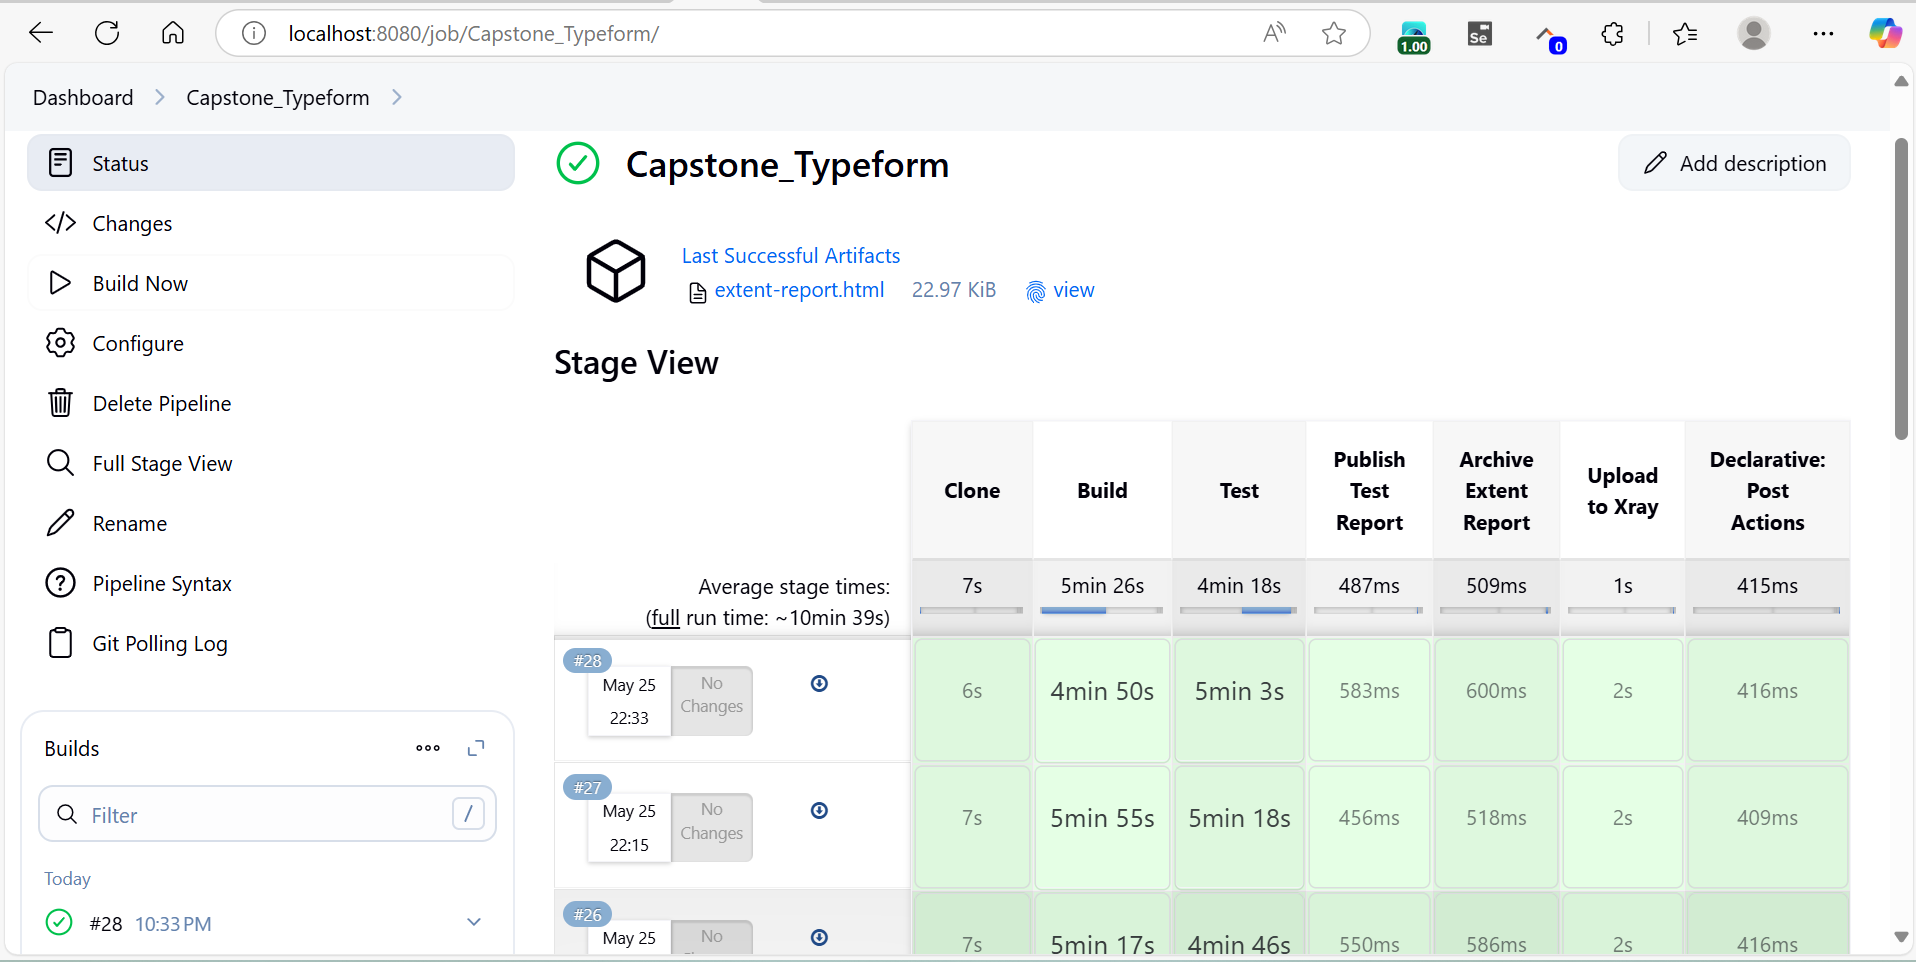 localhost:8080/job/Capstone_Typeform/
A
1.00
Se
0
Dashboard
Capstone_Typeform
Status
Changes
Build Now
Configure
Delete Pipeline
Full Stage View
Rename
Pipeline Syntax
Git Polling Log
Builds
Filter
/
Today
#28 10:33 PM
Capstone_Typeform
Add description
Last Successful Artifacts
extent-report.html 22.97 KiB view
Stage View
Clone
Build
Test
Publish
Test
Report
Archive
Extent
Report
Upload
to Xray
Declarative:
Post
Actions
Average stage times:
(full run time: ~10min 39s)
7s 5min 26s 4min 18s 487ms 509ms 1s 415ms
#28
May 25
22:33
No
Changes
6s 4min 50s 5min 3s 583ms 600ms 2s 416ms
#27
May 25
22:15
No
Changes
7s 5min 55s 5min 18s 456ms 518ms 2s 409ms
#26
May 25
No
7s 5min 17s 4min 46s 550ms 586ms 2s 416ms